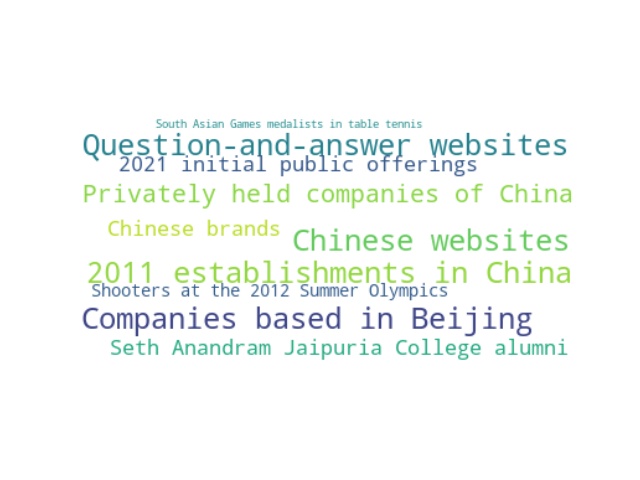 South Asian Games medalists in table tennis
Question-and-answer websites
2021 initial public offerings
Privately held companies of China
Chinese brands
Chinese websites
2011 establishments in China
Shooters at the 2012 Summer Olympics
Companies based in Beijing
Seth Anandram Jaipuria College alumni